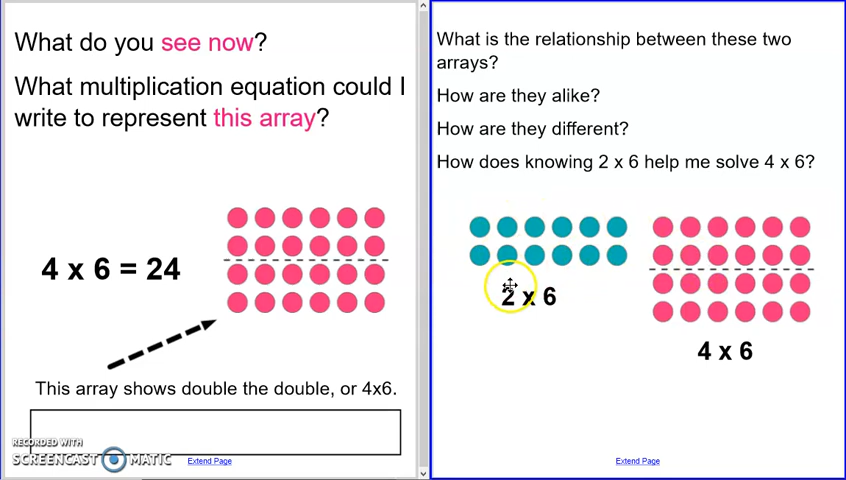 What do you see now?
What multiplication equation could I
write to represent this array?
4 x 6 = 24
This array shows double the double, or 4x6.
RECORDED WITH
SCREENCAST MATIC
Extend Page
What is the relationship between these two
arrays?
How are they alike?
How are they different?
How does knowing 2 x 6 help me solve 4 x 6?
2 x 6
4 x 6
Extend Page